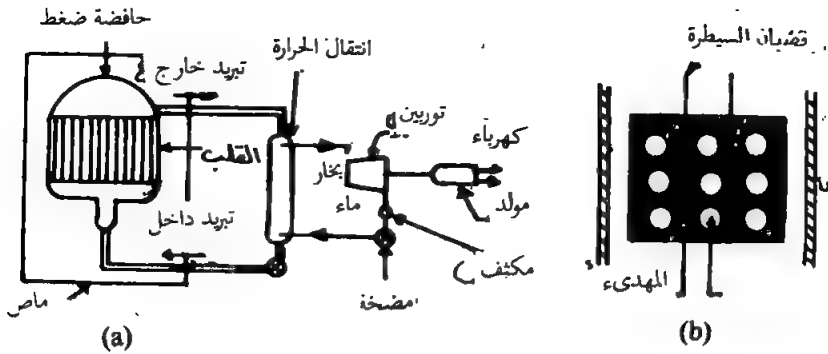 حافضة ضغط
انتقال الحرارة
تبريد خارج
توربين
القلب
كهرباء
بخار
ماء
مولد
تبريد داخل
مكثف
ماص
مضخة
(a)
قضبان السيطرة
المهدىء
(b)